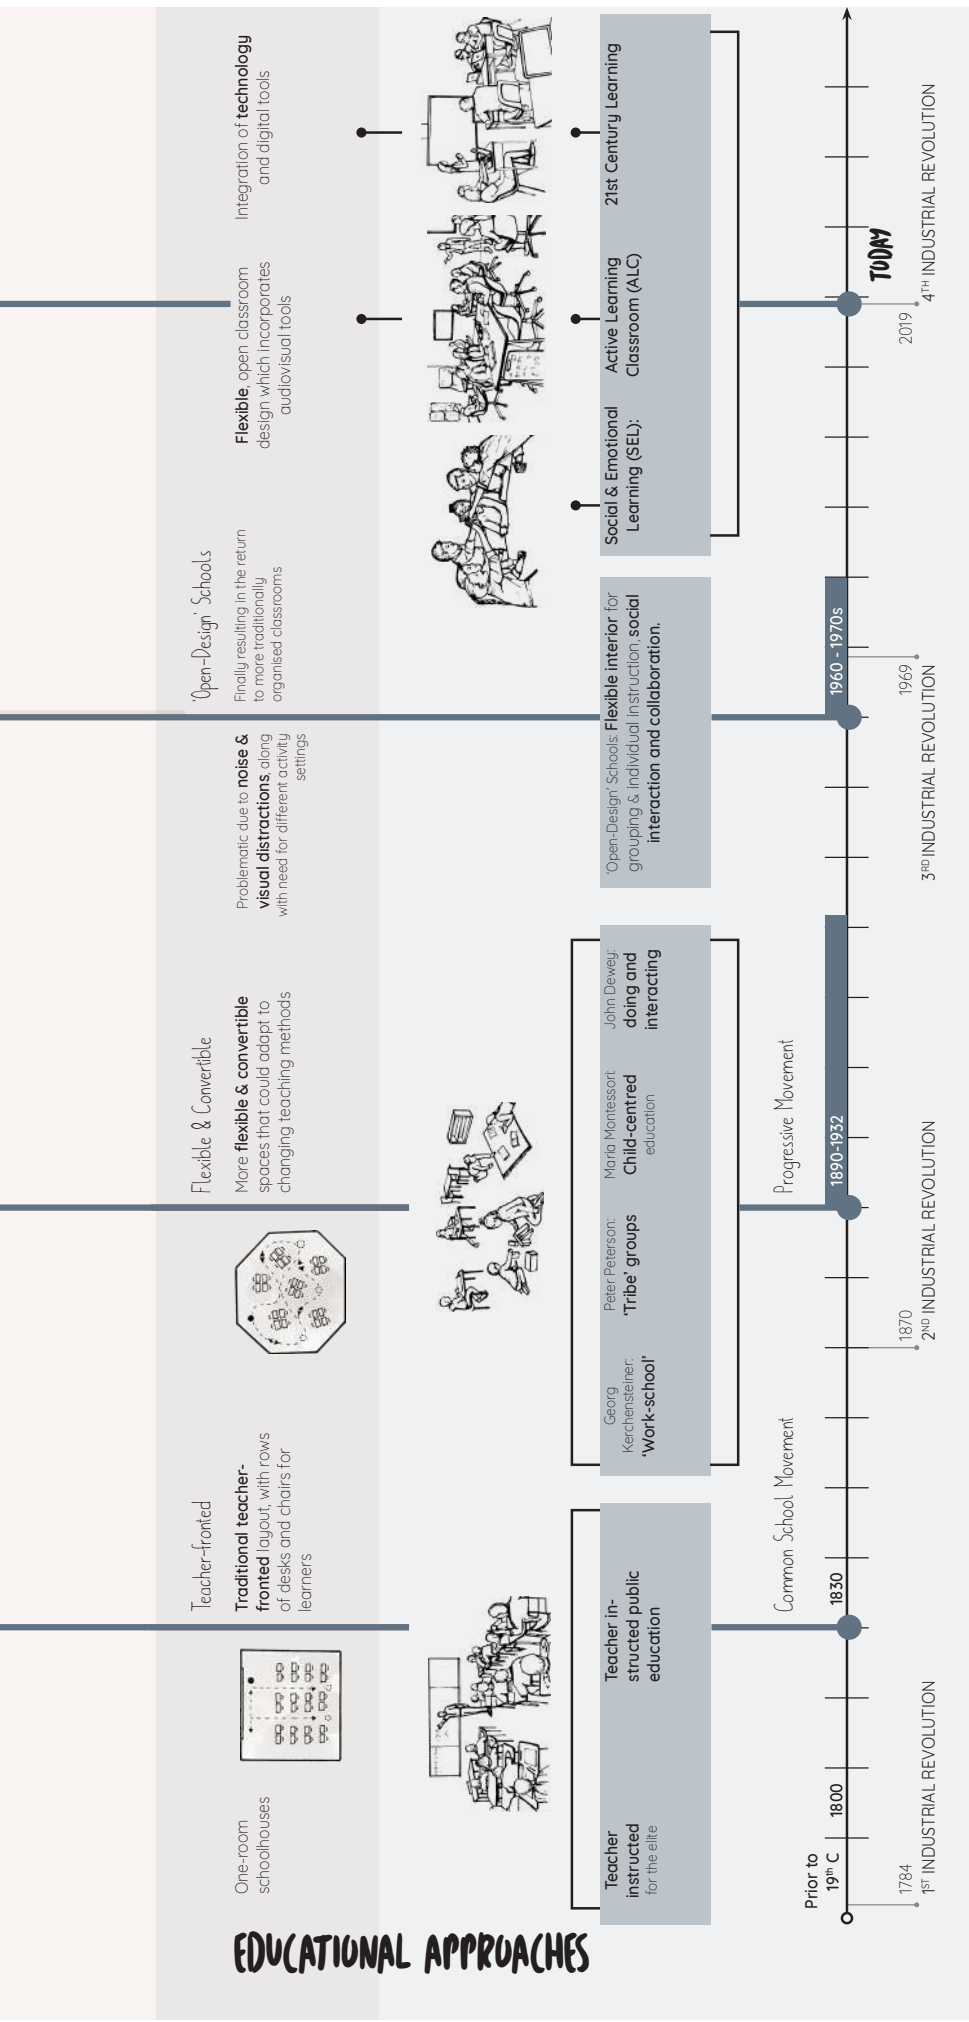 EDUCATIONAL APPROACHES
One-room
schoolhouses
Teacher-fronted
Traditional teacher-
fronted layout, with rows
of desks and chairs for
learners
Flexible & Convertible
More flexible & convertible
spaces that could adapt to
changing teaching methods
'Open-Design' Schools
Problematic due to noise &
visual distractions, along
with need for different activity
settings
Finally resulting in the return
to more traditionally
organised classrooms
Flexible, open classroom
design which incorporates
audiovisual tools
Integration of technology
and digital tools
Teacher
instructed
for the elite
Teacher in-
structed public
education
Georg
Kerchensteiner:
'Work-school'
Peter Peterson:
'Tribe' groups
Maria Montessori:
Child-centred
education
John Dewey:
doing and
interacting
'Open-Design' Schools: Flexible interior for
grouping & individual instruction, social
interaction and collaboration.
Social & Emotional
Learning (SEL):
Active Learning
Classroom (ALC)
21st Century Learning
Common School Movement
Progressive Movement
Prior to
19th C
1800
1830
1890-1932
1960 - 1970s
TODAY
1784
1ST INDUSTRIAL REVOLUTION
1870
2ND INDUSTRIAL REVOLUTION
1969
3RD INDUSTRIAL REVOLUTION
2019
4TH INDUSTRIAL REVOLUTION